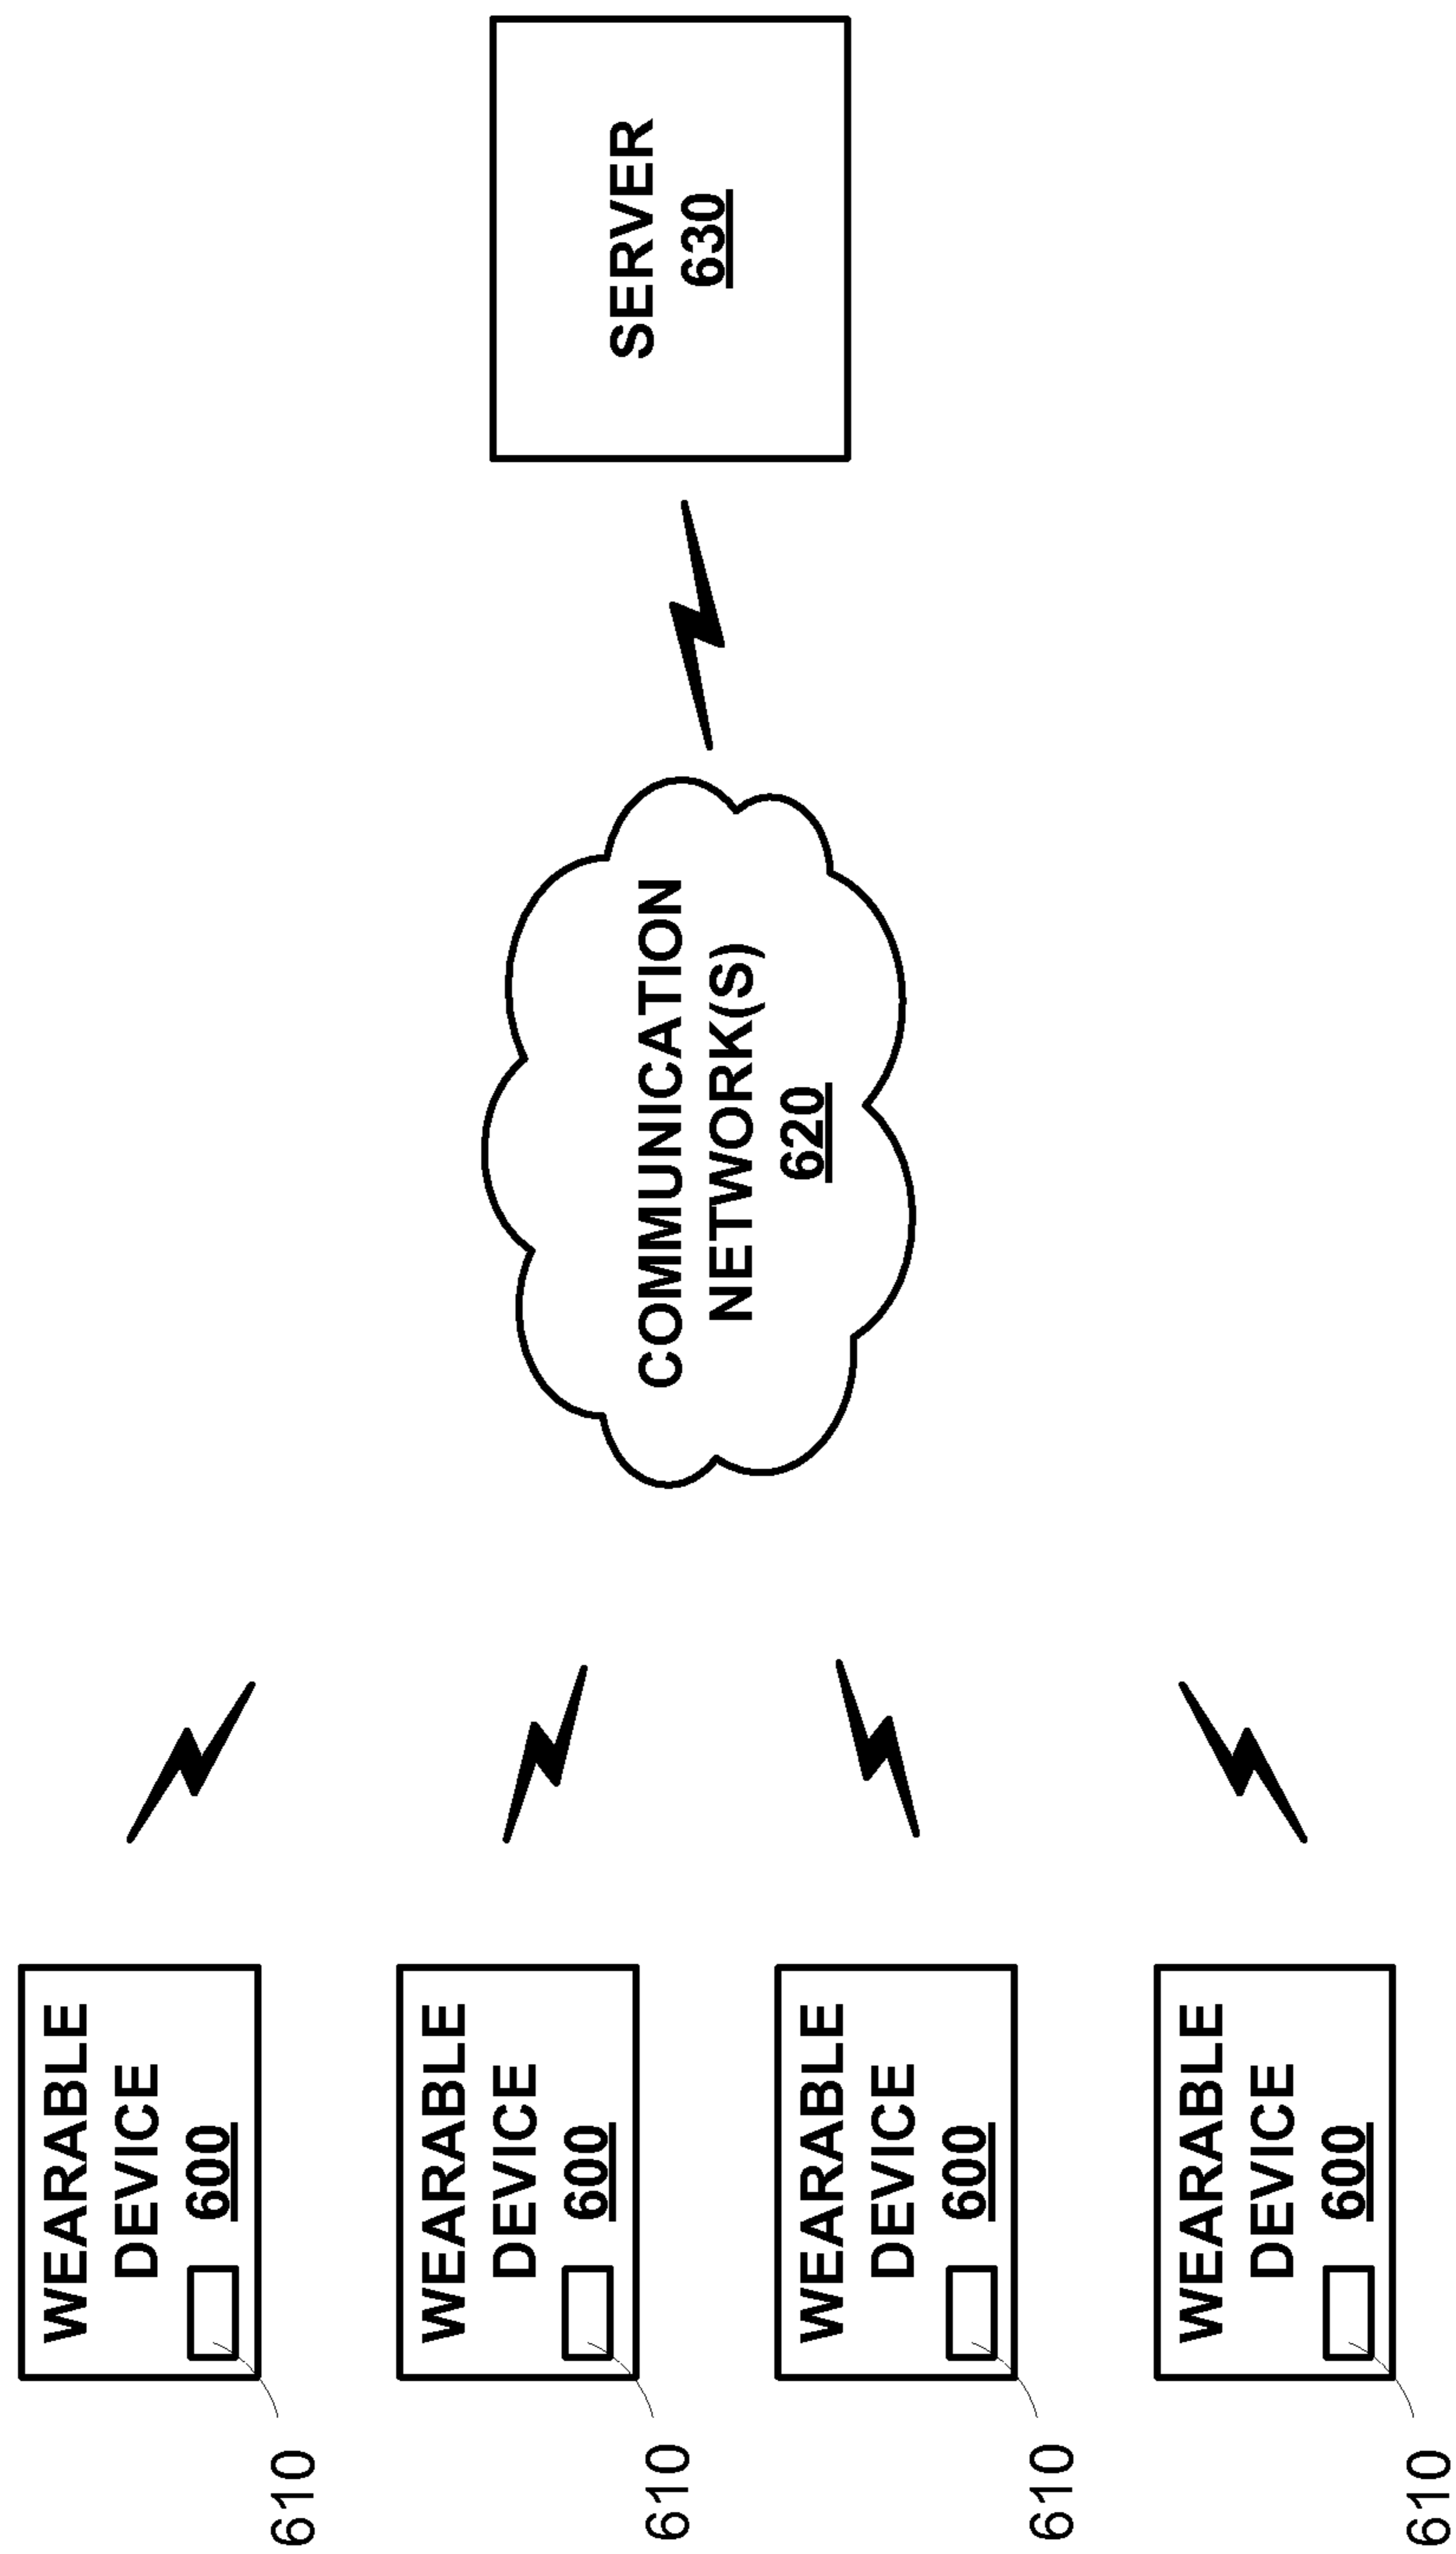 WEARABLE
DEVICE
600
610
WEARABLE
DEVICE
600
610
WEARABLE
DEVICE
600
610
WEARABLE
DEVICE
600
610
COMMUNICATION
NETWORK(S)
620
SERVER
630